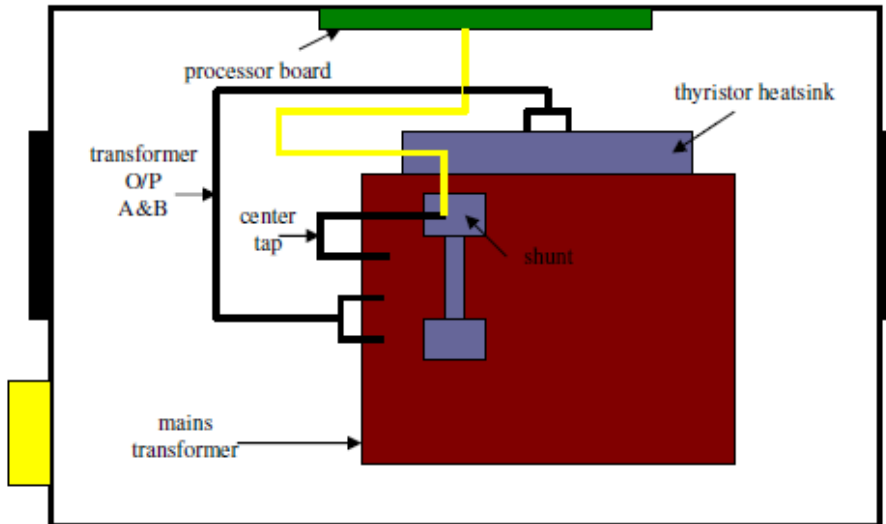 processor board
thyristor heatsink
transformer
O/P
A&B
center
tap
shunt
mains
transformer